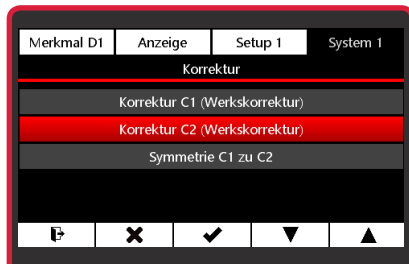 Merkmal D1 Anzeige Setup 1 System 1
Korrektur
Korrektur C1 (Werkskorrektur)
Korrektur C2 (Werkskorrektur)
Symmetrie C1 zu C2